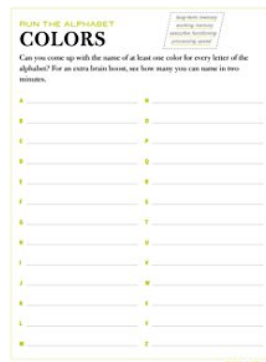 RUN THE ALPHABET
COLORS
long-term memory
working memory
executive functioning
processing speed
Can you come up with the name of at least one color for every letter of the
alphabet? For an extra brain boost, see how many you can name in two
minutes.
A
B
C
D
E
F
G
H
I
J
K
L
M
N
O
P
Q
R
S
T
U
V
W
X
Y
Z